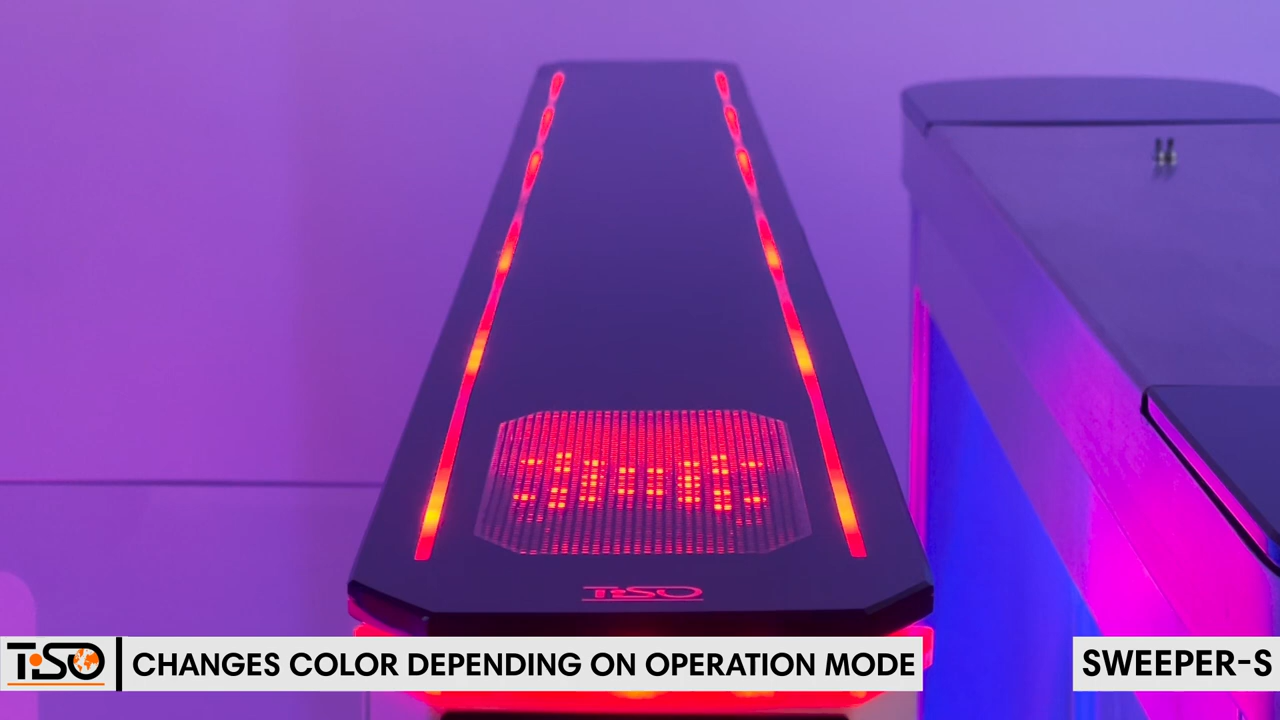 TiSO
TiSO
CHANGES COLOR DEPENDING ON OPERATION MODE
SWEEPER-S